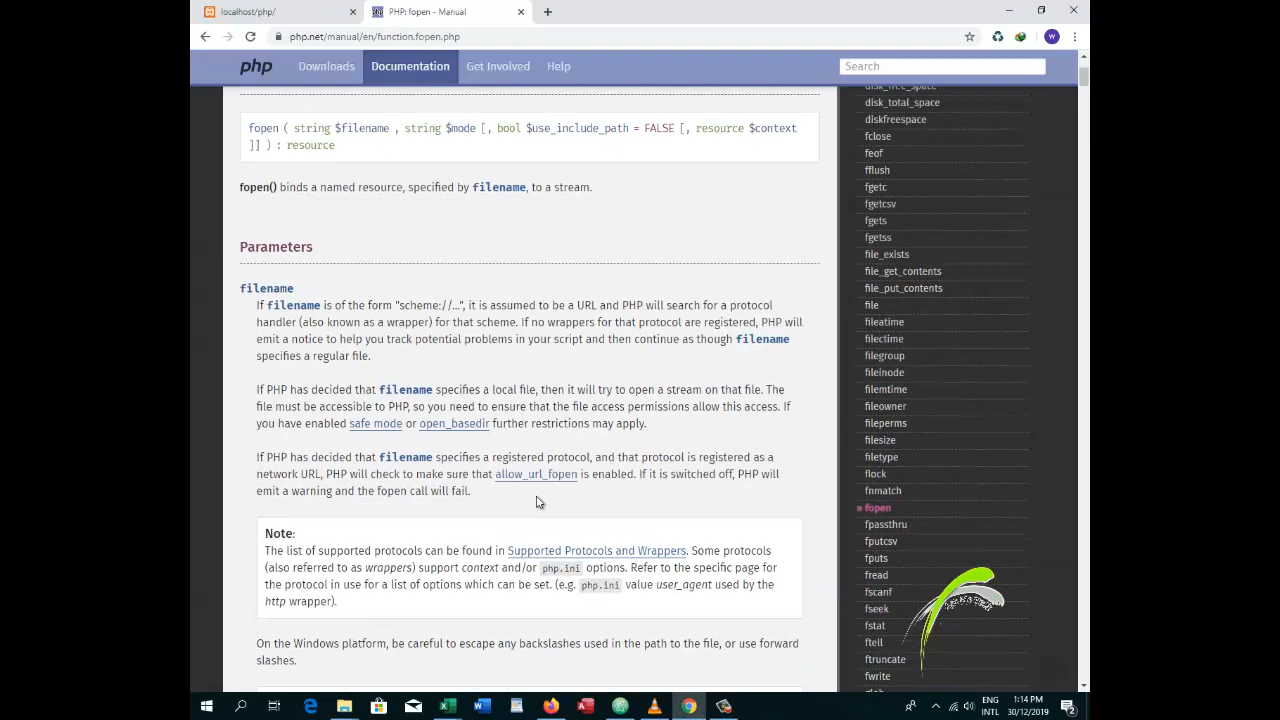 localhost/php/
PHP: fopen - Manual
php.net/manual/en/function.fopen.php
W
php
Downloads
Documentation
Get Involved
Help
Search
fopen ( string $filename , string $mode [, bool $use_include_path = FALSE [, resource $context
]] ) : resource
fopen() binds a named resource, specified by filename, to a stream.
Parameters
filename
If filename is of the form "scheme://...", it is assumed to be a URL and PHP will search for a protocol
handler (also known as a wrapper) for that scheme. If no wrappers for that protocol are registered, PHP will
emit a notice to help you track potential problems in your script and then continue as though filename
specifies a regular file.
If PHP has decided that filename specifies a local file, then it will try to open a stream on that file. The
file must be accessible to PHP, so you need to ensure that the file access permissions allow this access. If
you have enabled safe mode or open_basedir further restrictions may apply.
If PHP has decided that filename specifies a registered protocol, and that protocol is registered as a
network URL, PHP will check to make sure that allow_url_fopen is enabled. If it is switched off, PHP will
emit a warning and the fopen call will fail.
Note:
The list of supported protocols can be found in Supported Protocols and Wrappers. Some protocols
(also referred to as wrappers) support context and/or php.ini options. Refer to the specific page for
the protocol in use for a list of options which can be set. (e.g. php.ini value user_agent used by the
http wrapper).
On the Windows platform, be careful to escape any backslashes used in the path to the file, or use forward
slashes.
disk_free_space
disk_total_space
diskfreespace
fclose
feof
fflush
fgetc
fgetcsv
fgets
fgetss
file_exists
file_get_contents
file_put_contents
file
fileatime
filectime
filegroup
fileinode
filemtime
fileowner
fileperms
filesize
filetype
flock
fnmatch
» fopen
fpassthru
fputcsv
fputs
fread
fscanf
fseek
fstat
ftell
ftruncate
fwrite
glob
ENG
INTL
1:14 PM
30/12/2019
2